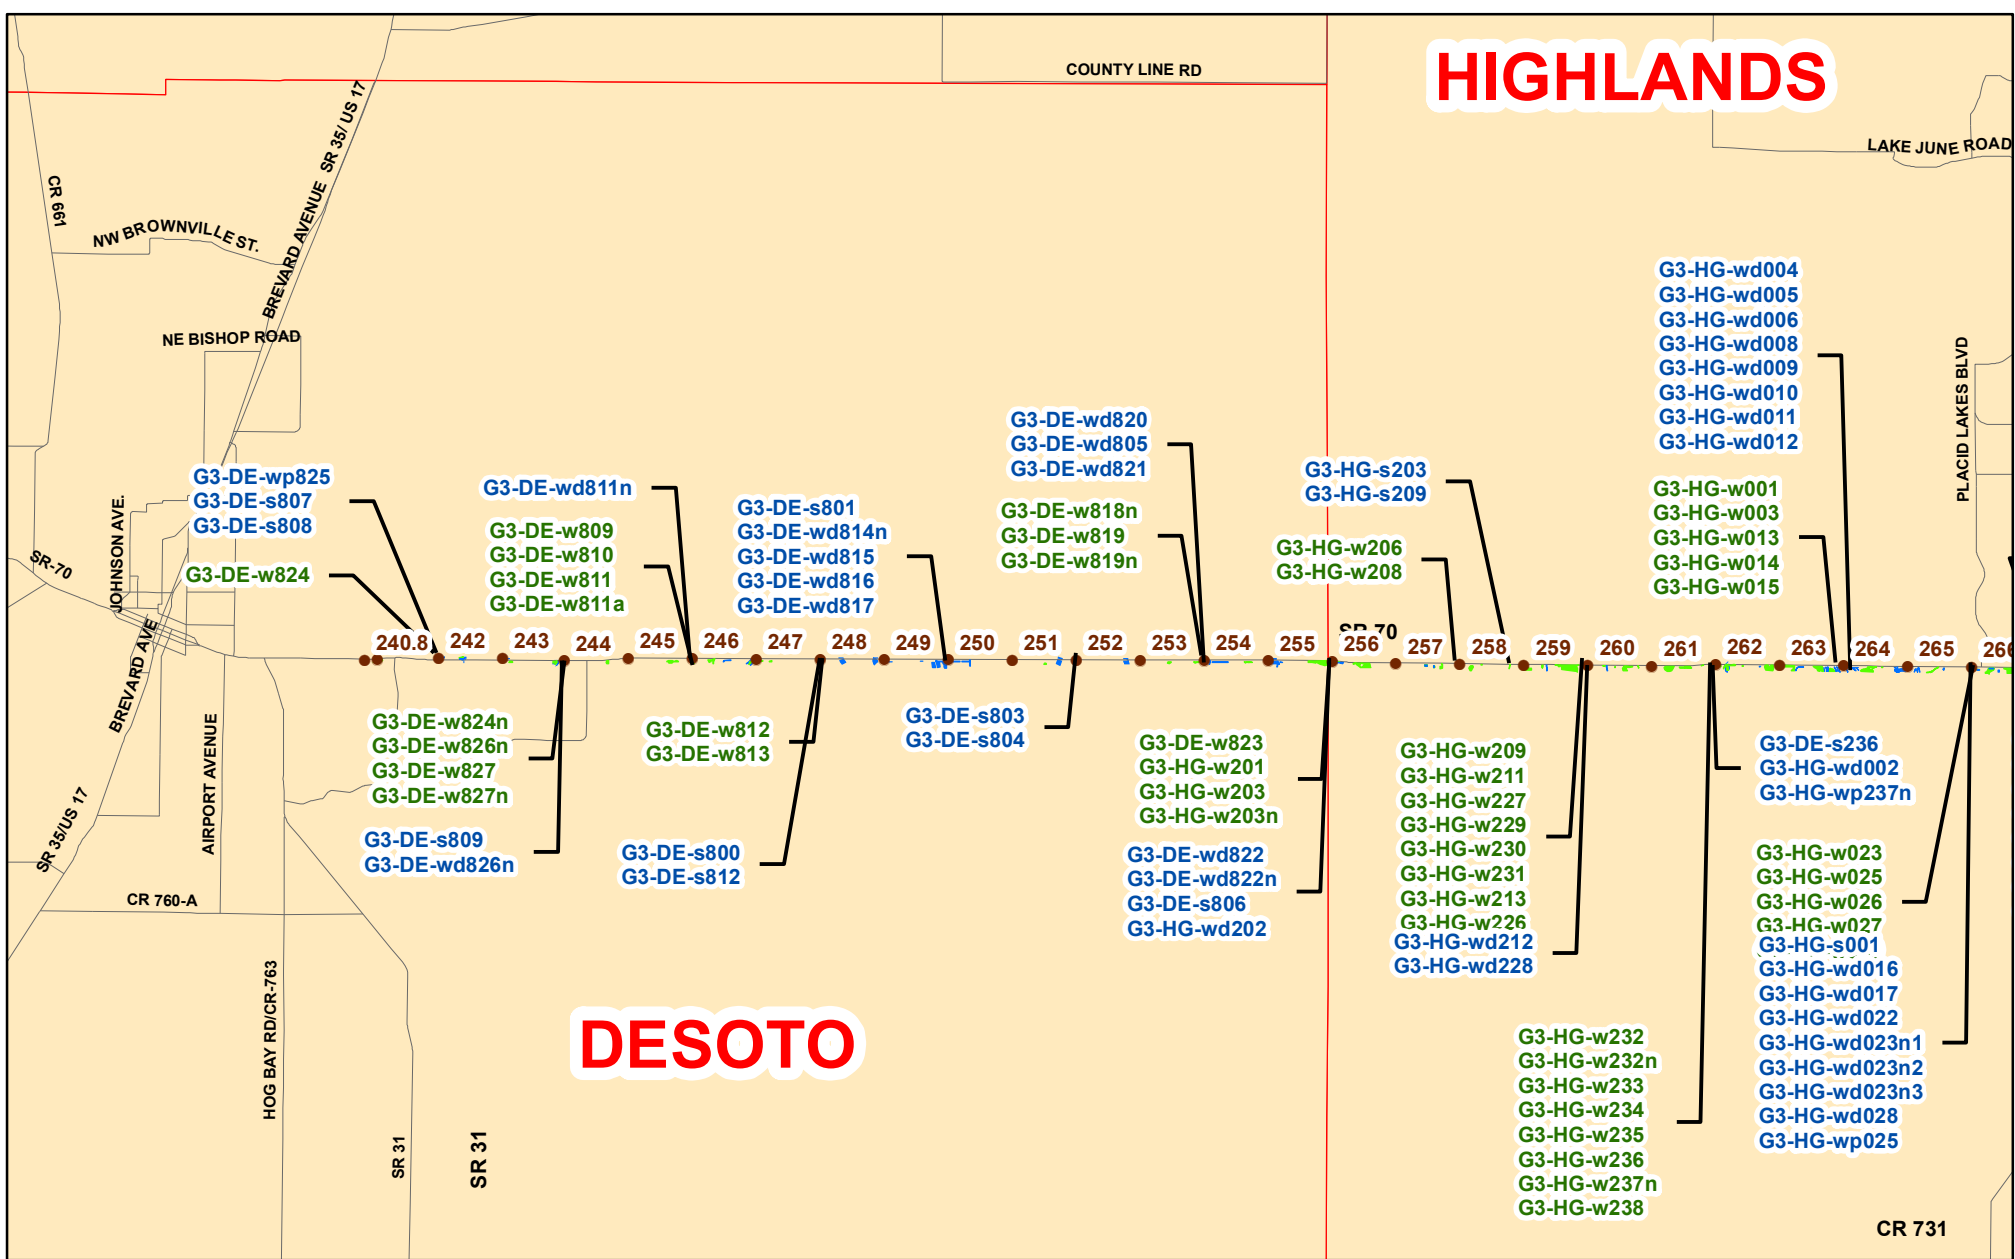 COUNTY LINE RD
HIGHLANDS
LAKE JUNE ROAD
CR 661
BREVARD AVENUE SR 35/ US 17
NW BROWNVILLE ST.
NE BISHOP ROAD
PLACID LAKES BLVD
G3-HG-wd004
G3-HG-wd005
G3-HG-wd006
G3-HG-wd008
G3-HG-wd009
G3-HG-wd010
G3-HG-wd011
G3-HG-wd012
G3-HG-w001
G3-HG-w003
G3-HG-w013
G3-HG-w014
G3-HG-w015
G3-DE-wp825
G3-DE-s807
G3-DE-s808
G3-DE-w824
G3-DE-wd811n
G3-DE-w809
G3-DE-w810
G3-DE-w811
G3-DE-w811a
G3-DE-s801
G3-DE-wd814n
G3-DE-wd815
G3-DE-wd816
G3-DE-wd817
G3-DE-wd820
G3-DE-wd805
G3-DE-wd821
G3-DE-w818n
G3-DE-w819
G3-DE-w819n
G3-HG-s203
G3-HG-s209
G3-HG-w206
G3-HG-w208
JOHNSON AVE.
SR-70
SR 70
240.8 242 243 244 245 246 247 248 249 250 251 252 253 254 255 256 257 258 259 260 261 262 263 264 265 266
BREVARD AVE
AIRPORT AVENUE
SR 35/US 17
CR 760-A
HOG BAY RD/CR-763
G3-DE-w824n
G3-DE-w826n
G3-DE-w827
G3-DE-w827n
G3-DE-s809
G3-DE-wd826n
G3-DE-w812
G3-DE-w813
G3-DE-s800
G3-DE-s812
G3-DE-s803
G3-DE-s804
G3-DE-w823
G3-HG-w201
G3-HG-w203
G3-HG-w203n
G3-DE-wd822
G3-DE-wd822n
G3-DE-s806
G3-HG-wd202
G3-HG-w209
G3-HG-w211
G3-HG-w227
G3-HG-w229
G3-HG-w230
G3-HG-w231
G3-HG-w213
G3-HG-w226
G3-HG-wd212
G3-HG-wd228
G3-DE-s236
G3-HG-wd002
G3-HG-wp237n
G3-HG-w023
G3-HG-w025
G3-HG-w026
G3-HG-w027
G3-HG-s001
G3-HG-wd016
G3-HG-wd017
G3-HG-wd022
G3-HG-wd023n1
G3-HG-wd023n2
G3-HG-wd023n3
G3-HG-wd028
G3-HG-wp025
G3-HG-w232
G3-HG-w232n
G3-HG-w233
G3-HG-w234
G3-HG-w235
G3-HG-w236
G3-HG-w237n
G3-HG-w238
DESOTO
SR 31
SR 31
CR 731